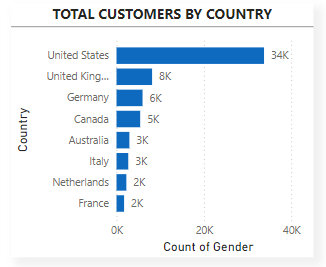 TOTAL CUSTOMERS BY COUNTRY
United States 34K
United King... 8K
Germany 6K
Canada 5K
Australia 3K
Italy 3K
Netherlands 2K
France 2K
Country
0K 20K 40K
Count of Gender